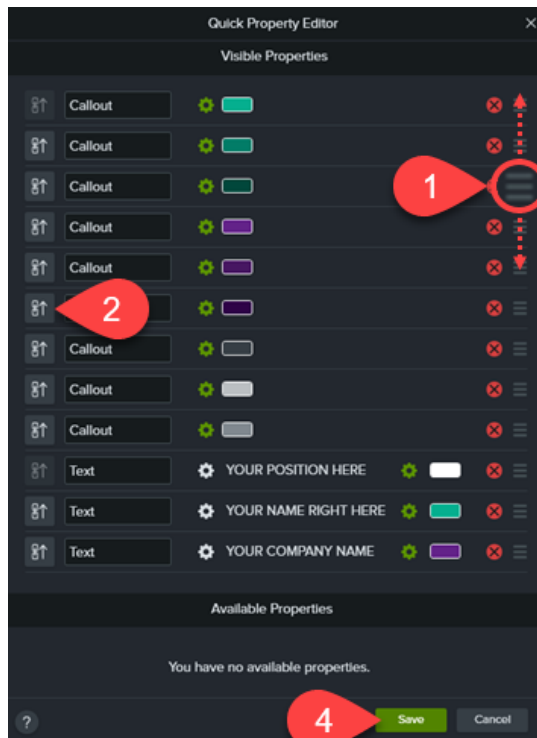 Quick Property Editor
Visible Properties
Callout
Callout
Callout
1
Callout
Callout
2
Callout
Callout
Callout
Text YOUR POSITION HERE
Text YOUR NAME RIGHT HERE
Text YOUR COMPANY NAME
Available Properties
You have no available properties.
? 4 Save Cancel